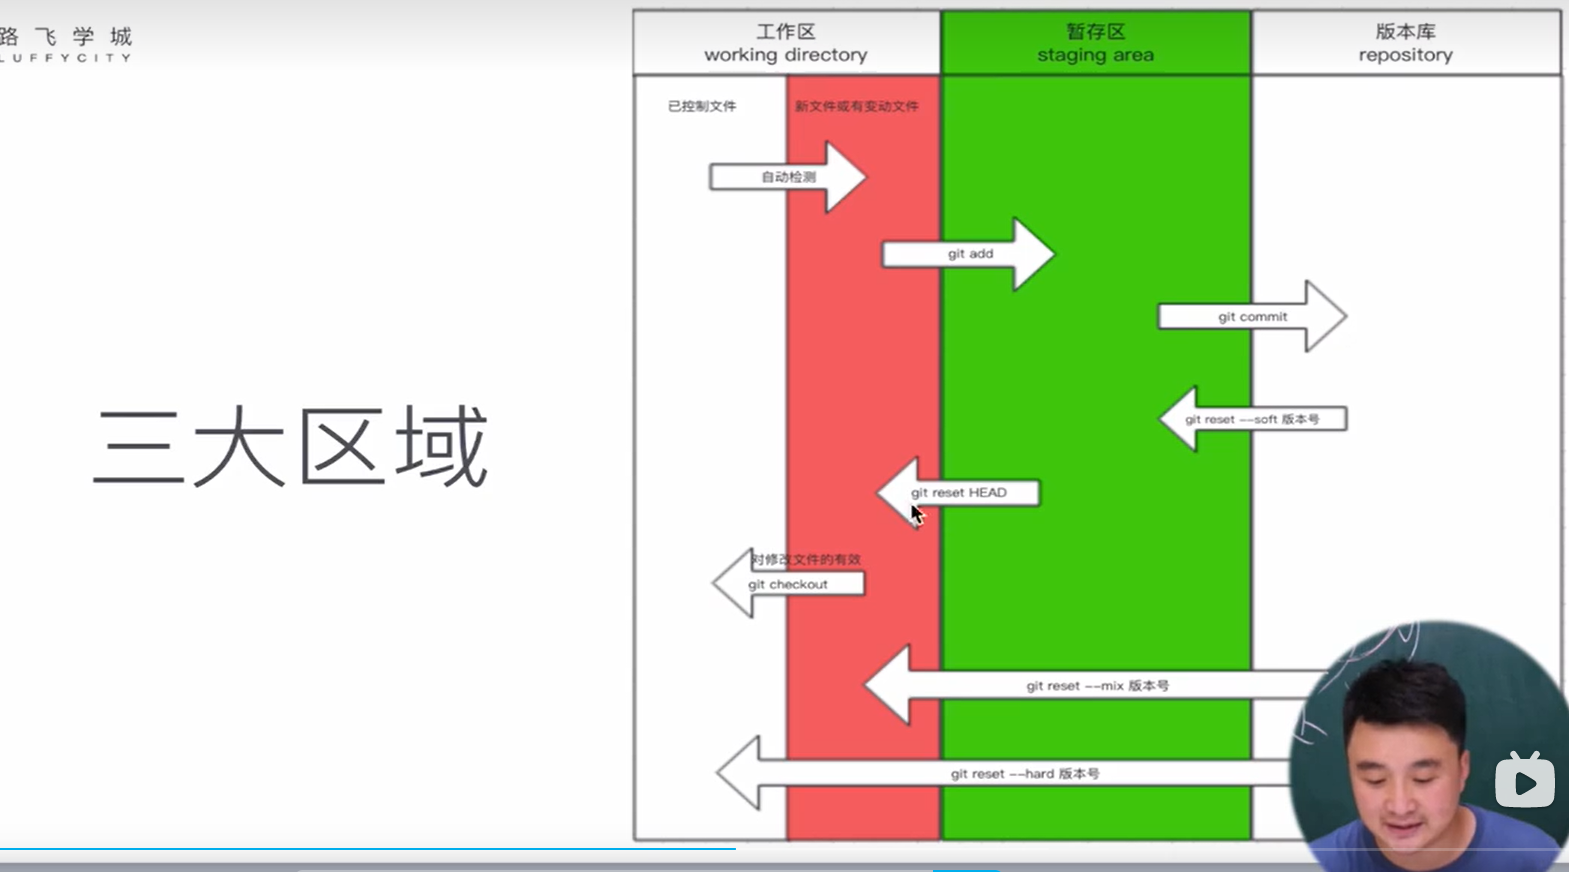 路飞学城
LUFFYCITY
三大区域
工作区
working directory
暂存区
staging area
版本库
repository
已控制文件
新文件或有变动文件
自动检测
git add
git commit
git reset --soft 版本号
git reset HEAD
对修改文件的有效
git checkout
git reset --mix 版本号
git reset --hard 版本号